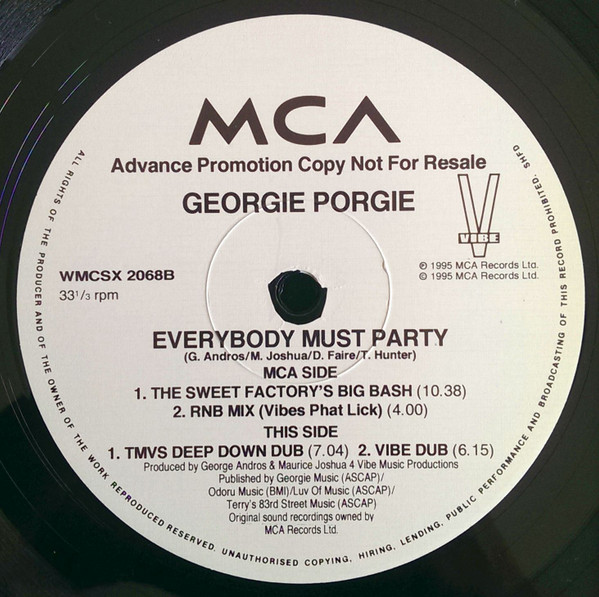 MCA
Advance Promotion Copy Not For Resale
GEORGIE PORGIE
V
VIBE
WMCSX 2068B
33 1/3 rpm
℗ 1995 MCA Records Ltd.
© 1995 MCA Records Ltd.
EVERYBODY MUST PARTY
(G. Andros/M. Joshua/D. Faire/T. Hunter)
MCA SIDE
1. THE SWEET FACTORY'S BIG BASH (10.38)
2. RNB MIX (Vibes Phat Lick) (4.00)
THIS SIDE
1. TMVS DEEP DOWN DUB (7.04) 2. VIBE DUB (6.15)
Produced by George Andros & Maurice Joshua 4 Vibe Music Productions
Published by Georgie Music (ASCAP)/
Odoru Music (BMI)/Luv Of Music (ASCAP)/
Terry's 83rd Street Music (ASCAP)
Original sound recordings owned by
MCA Records Ltd.
ALL RIGHTS OF THE PRODUCER AND OF THE OWNER OF THE WORK REPRODUCED RESERVED. UNAUTHORISED COPYING, HIRING, LENDING, PUBLIC PERFORMANCE AND BROADCASTING OF THIS RECORD PROHIBITED. SHFD